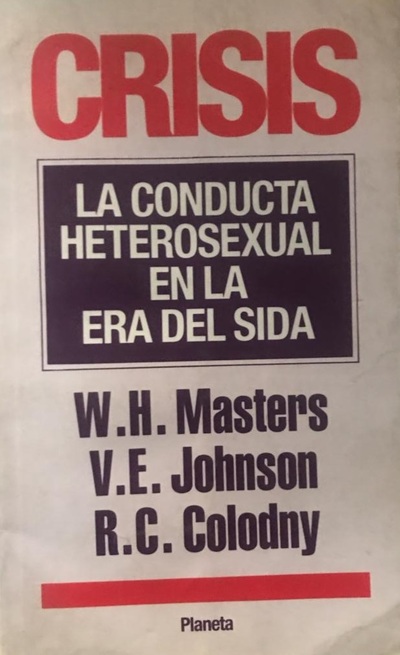 CRISIS
LA CONDUCTA
HETEROSEXUAL
EN LA
ERA DEL SIDA
W.H. Masters
V.E. Johnson
R.C. Colodny
Planeta